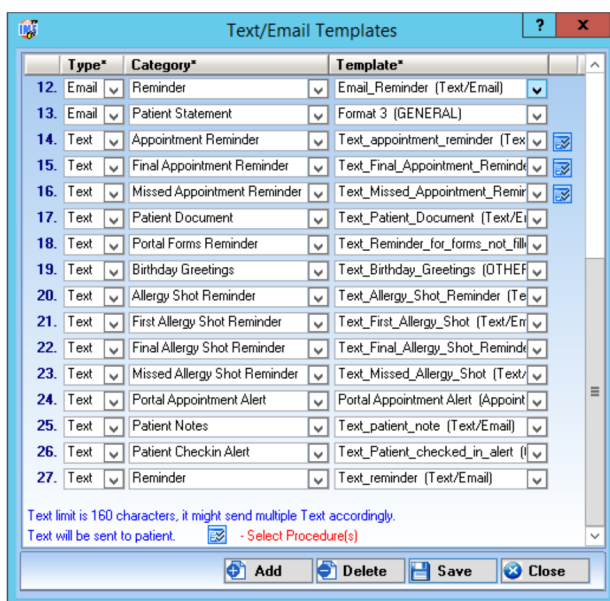 IMS Text/Email Templates ? x
Type* Category* Template*
12. Email Reminder Email_Reminder (Text/Email)
13. Email Patient Statement Format 3 (GENERAL)
14. Text Appointment Reminder Text_appointment_reminder (Tex
15. Text Final Appointment Reminder Text_Final_Appointment_Reminde
16. Text Missed Appointment Reminder Text_Missed_Appointment_Remin
17. Text Patient Document Text_Patient_Document (Text/E
18. Text Portal Forms Reminder Text_Reminder_for_forms_not_fill
19. Text Birthday Greetings Text_Birthday_Greetings (OTHEF
20. Text Allergy Shot Reminder Text_Allergy_Shot_Reminder (Te
21. Text First Allergy Shot Reminder Text_First_Allergy_Shot (Text/En
22. Text Final Allergy Shot Reminder Text_Final_Allergy_Shot_Reminde
23. Text Missed Allergy Shot Reminder Text_Missed_Allergy_Shot (Text/
24. Text Portal Appointment Alert Portal Appointment Alert (Appoint
25. Text Patient Notes Text_patient_note (Text/Email)
26. Text Patient Checkin Alert Text_Patient_checked_in_alert (
27. Text Reminder Text_reminder (Text/Email)
Text limit is 160 characters, it might send multiple Text accordingly.
Text will be sent to patient. - Select Procedure(s)
Add Delete Save Close